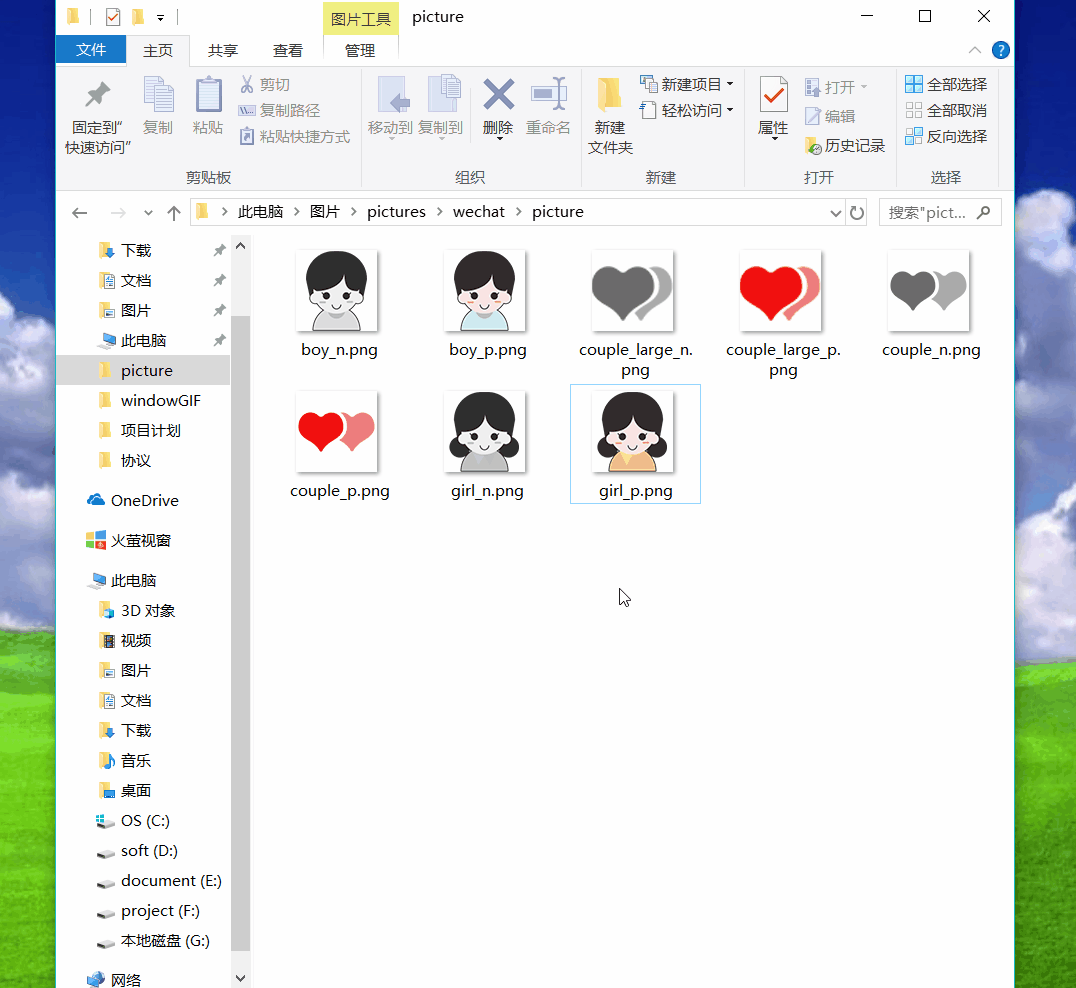 图片工具
picture
文件
主页
共享
查看
管理
固定到"
快速访问"
复制
粘贴
剪切
复制路径
粘贴快捷方式
剪贴板
移动到
复制到
删除
重命名
组织
新建
文件夹
新建项目
轻松访问
新建
属性
打开
编辑
历史记录
打开
全部选择
全部取消
反向选择
选择
此电脑
图片
pictures
wechat
picture
搜索"pict...
下载
文档
图片
此电脑
picture
windowGIF
项目计划
协议
OneDrive
火萤视窗
此电脑
3D 对象
视频
图片
文档
下载
音乐
桌面
OS (C:)
soft (D:)
document (E:)
project (F:)
本地磁盘 (G:)
网络
boy_n.png
boy_p.png
couple_large_n.
png
couple_large_p.
png
couple_n.png
couple_p.png
girl_n.png
girl_p.png